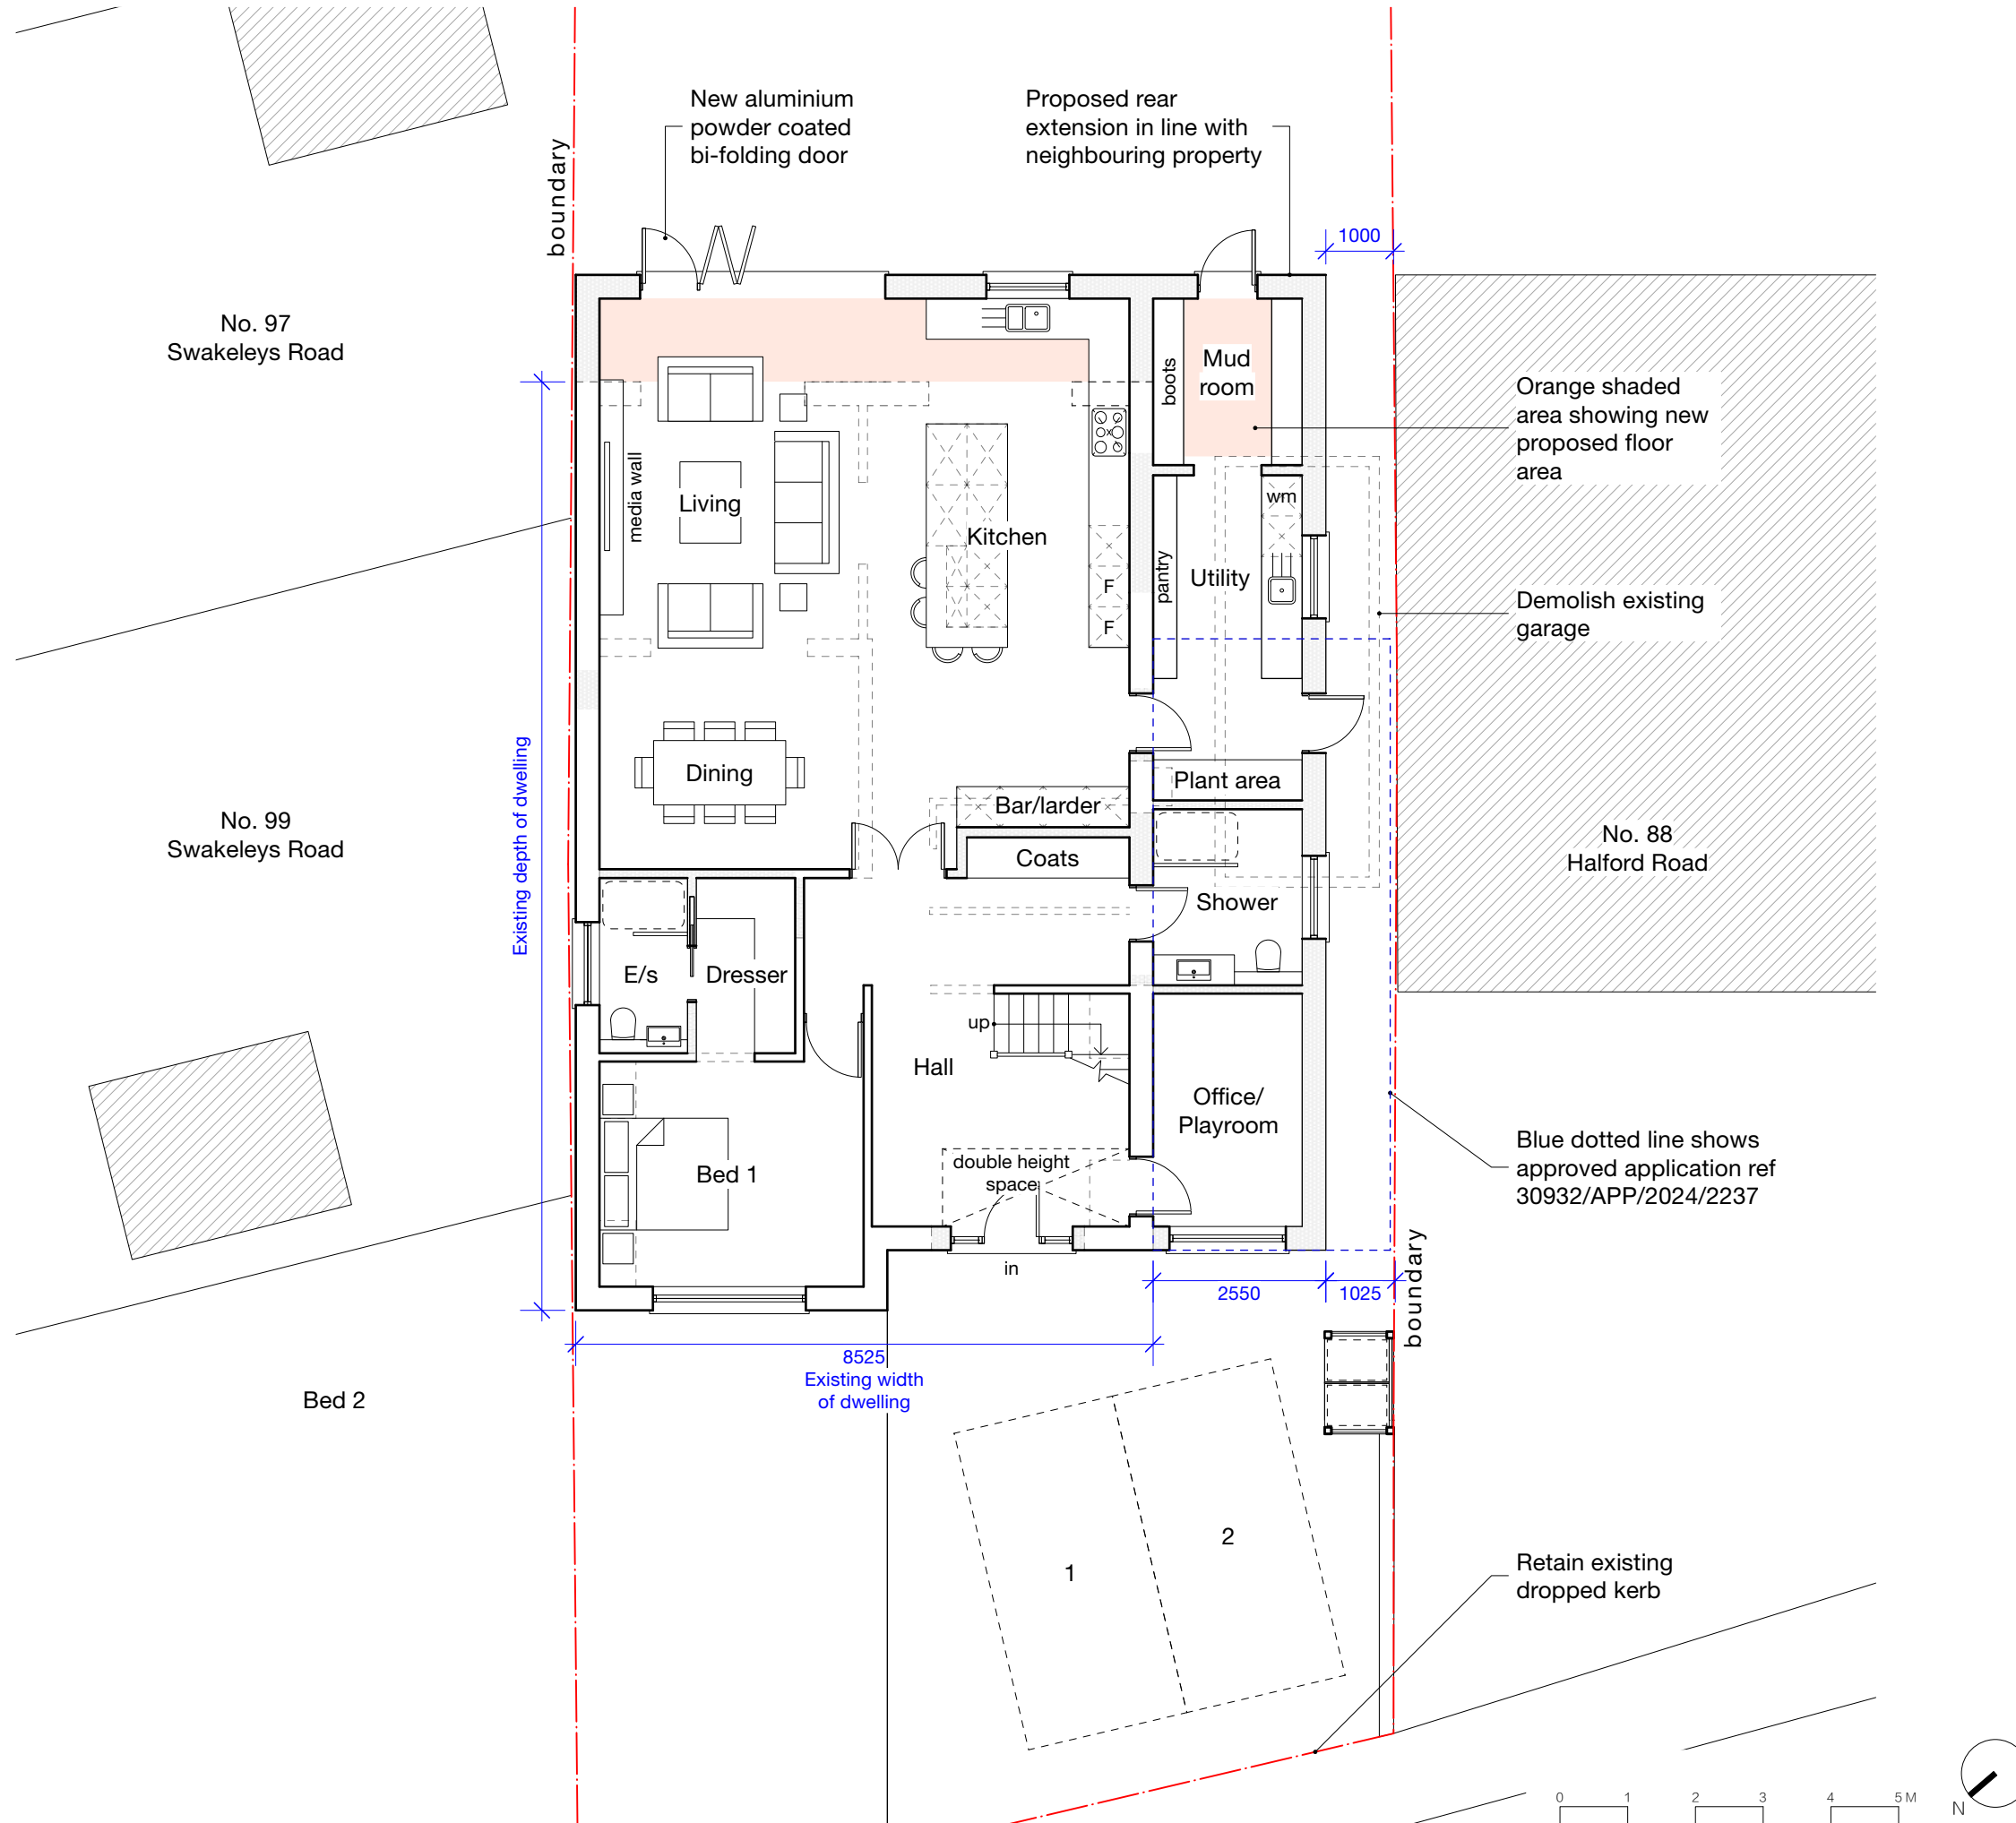 New aluminium
powder coated
bi-folding door
Proposed rear
extension in line with
neighbouring property
boundary
1000
No. 97
Swakeleys Road
boots
Mud
room
Orange shaded
area showing new
proposed floor
area
media wall
Living
Kitchen
wm
pantry
Utility
F
F
Demolish existing
garage
Existing depth of dwelling
Dining
Plant area
Bar/larder
Coats
No. 99
Swakeleys Road
No. 88
Halford Road
Shower
E/s
Dresser
up
Hall
Office/
Playroom
Bed 1
double height
space
Blue dotted line shows
approved application ref
30932/APP/2024/2237
in
2550
1025
boundary
8525
Existing width
of dwelling
Bed 2
1
2
Retain existing
dropped kerb
0 1 2 3 4 5 M
N